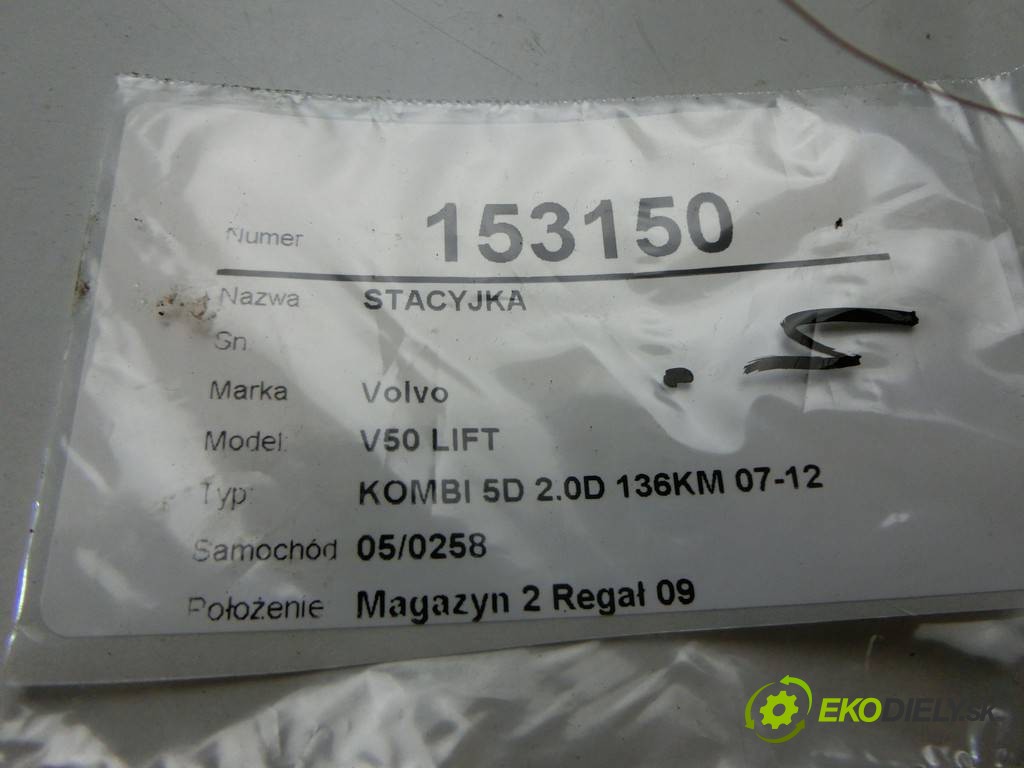 Numer 153150
Nazwa STACYJKA
Sn
Marka Volvo
Model: V50 LIFT
Typ: KOMBI 5D 2.0D 136KM 07-12
Samochód 05/0258
Położenie Magazyn 2 Regał 09
EKODIELY.SK